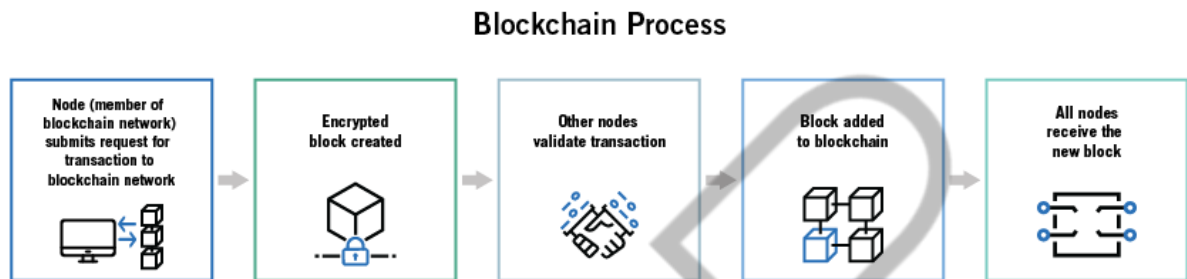 Blockchain Process
Node (member of
blockchain network)
submits request for
transaction to
blockchain network
Encrypted
block created
Other nodes
validate transaction
Block added
to blockchain
All nodes
receive the
new block